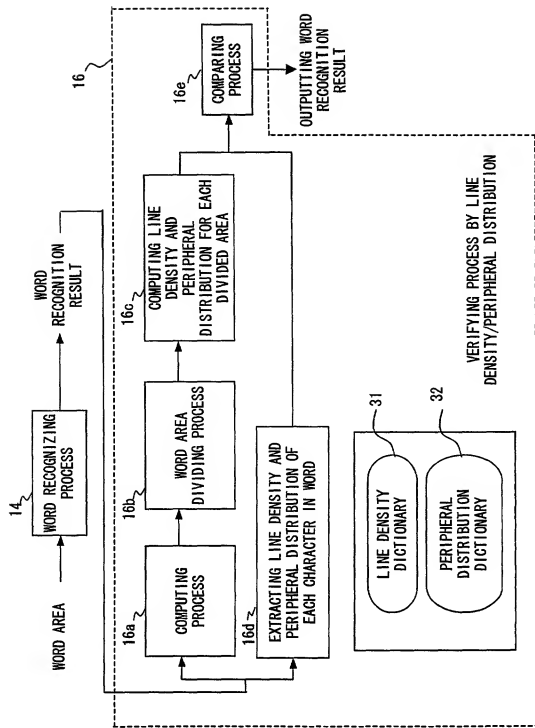 WORD AREA
14
WORD RECOGNIZING
PROCESS
WORD
RECOGNITION
RESULT
16
16a
COMPUTING PROCESS
16b
WORD AREA
DIVIDING PROCESS
16c
COMPUTING LINE
DENSITY AND
PERIPHERAL
DISTRIBUTION FOR EACH
DIVIDED AREA
16e
COMPARING
PROCESS
OUTPUTTING WORD
RECOGNITION
RESULT
16d
EXTRACTING LINE DENSITY AND
PERIPHERAL DISTRIBUTION OF
EACH CHARACTER IN WORD
31
LINE DENSITY
DICTIONARY
32
PERIPHERAL
DISTRIBUTION
DICTIONARY
VERIFYING PROCESS BY LINE
DENSITY/PERIPHERAL DISTRIBUTION